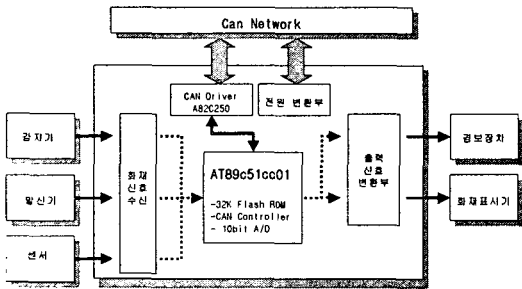 Can Network
CAN Driver
A82C250
전원 변환부
감지기
발신기
센서
화재
신호
수신
AT89c51cc01
-32K Flash ROM
-CAN Controller
- 10bit A/D
출력
신호
변환부
경보장치
화재표시기